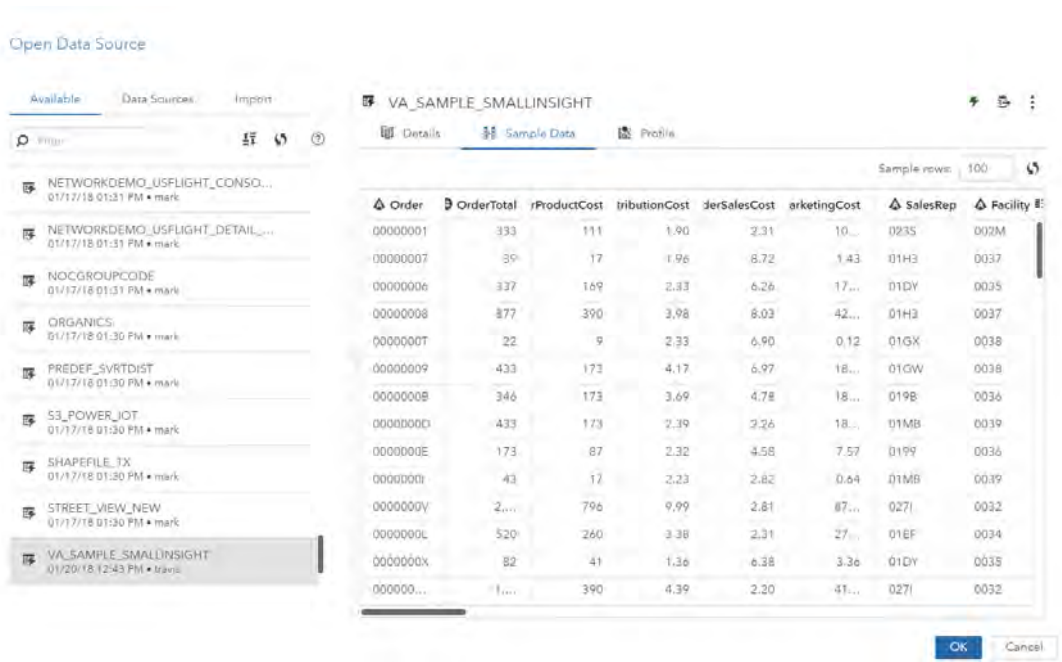 Open Data Source
Available Data Sources Import
Filter
NETWORKDEMO_USFLIGHT_CONSO...
01/17/18 01:31 PM • mark
NETWORKDEMO_USFLIGHT_DETAIL_...
01/17/18 01:31 PM • mark
NOCGROUPCODE
01/17/18 01:31 PM • mark
ORGANICS
01/17/18 01:30 PM • mark
PREDEF_SVRTDIST
01/17/18 01:30 PM • mark
S3_POWER_IOT
01/17/18 01:30 PM • mark
SHAPEFILE_TX
01/17/18 01:30 PM • mark
STREET_VIEW_NEW
01/17/18 01:30 PM • mark
VA_SAMPLE_SMALLINSIGHT
01/20/18 12:43 PM • travis
VA_SAMPLE_SMALLINSIGHT
Details Sample Data Profile
Sample rows: 100
Order OrderTotal rProductCost tributionCost derSalesCost arketingCost SalesRep Facility
00000001 333 111 1.90 2.31 10... 023S 002M
00000007 39 17 1.96 8.72 1.43 01H3 0037
00000006 337 169 2.33 6.26 17... 01DY 0035
00000008 877 390 3.98 8.03 42... 01H3 0037
0000000T 22 9 2.33 6.90 0.12 01GX 0038
00000009 433 173 4.17 6.97 18... 01GW 0038
0000000B 346 173 3.69 4.78 18... 019B 0036
0000000D 433 173 2.39 2.26 18... 01MB 0039
0000000E 173 87 2.32 4.58 7.57 0199 0036
0000000I 43 17 2.23 2.82 0.64 01MB 0039
0000000V 2,... 796 9.99 2.81 87... 027I 0032
0000000L 520 260 3.38 2.31 27... 01EF 0034
0000000X 82 41 1.36 6.38 3.36 01DY 0035
000000... 1,... 390 4.39 2.20 41... 027I 0032
OK Cancel